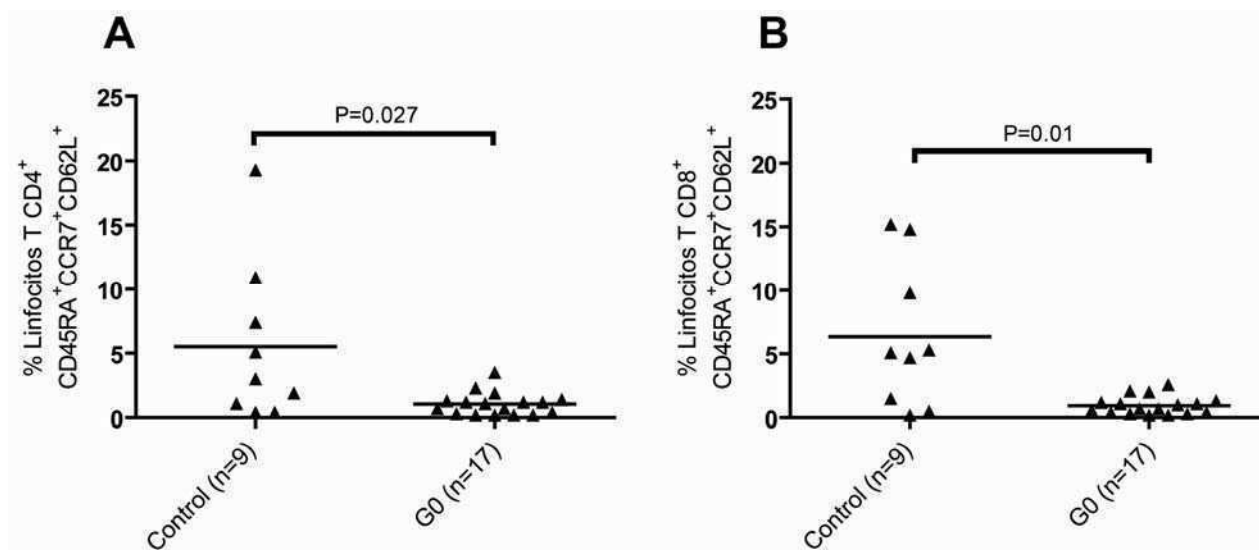 A
% Linfocitos T CD4+
CD45RA+CCR7+CD62L+
25
20
15
10
5
0
P=0.027
Control (n=9)
G0 (n=17)
B
% Linfocitos T CD8+
CD45RA+CCR7+CD62L+
25
20
15
10
5
0
P=0.01
Control (n=9)
G0 (n=17)